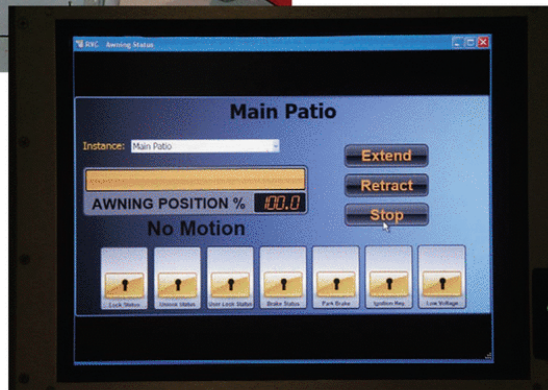 RVC Awning Status
Main Patio
Instance: Main Patio
Extend
Retract
AWNING POSITION % 100.0
Stop
No Motion
Lock Status
Unlock Status
User Lock Status
Brake Status
Park Brake
Ignition Req.
Low Voltage